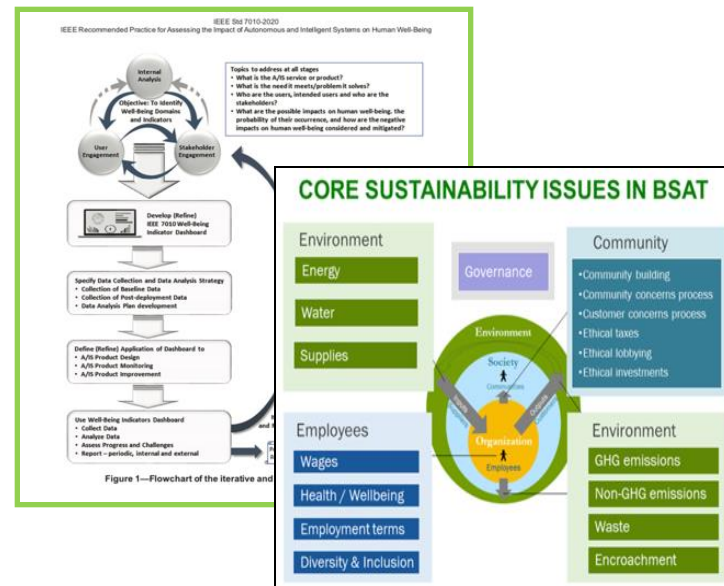 IEEE Std 7010-2020
IEEE Recommended Practice for Assessing the Impact of Autonomous and Intelligent Systems on Human Well-Being
Internal
Analysis
Objective: To Identify
Well-Being Domains
and Indicators
User
Engagement
Stakeholder
Engagement
Topics to address at all stages
• What is the A/IS service or product?
• What is the need it meets/problem it solves?
• Who are the users, intended users and who are the
stakeholders?
• What are the possible impacts on human well-being, the
probability of their occurrence, and how are the negative
impacts on human well-being considered and mitigated?
Develop (Refine)
IEEE 7010 Well-Being
Indicator Dashboard
Specify Data Collection and Data Analysis Strategy
• Collection of Baseline Data
• Collection of Post-deployment Data
• Data Analysis Plan development
Define (Refine) Application of Dashboard to
• A/IS Product Design
• A/IS Product Monitoring
• A/IS Product Improvement
Use Well-Being Indicators Dashboard
• Collect Data
• Analyze Data
• Assess Progress and Challenges
• Report – periodic, internal and external
Figure 1—Flowchart of the iterative and
CORE SUSTAINABILITY ISSUES IN BSAT
Environment
Energy
Water
Supplies
Governance
Community
•Community building
•Community concerns process
•Customer concerns process
•Ethical taxes
•Ethical lobbying
•Ethical investments
Environment
Society
Communities
Inputs
Outputs
Organization
Employees
Employees
Wages
Health / Wellbeing
Employment terms
Diversity & Inclusion
Environment
GHG emissions
Non-GHG emissions
Waste
Encroachment